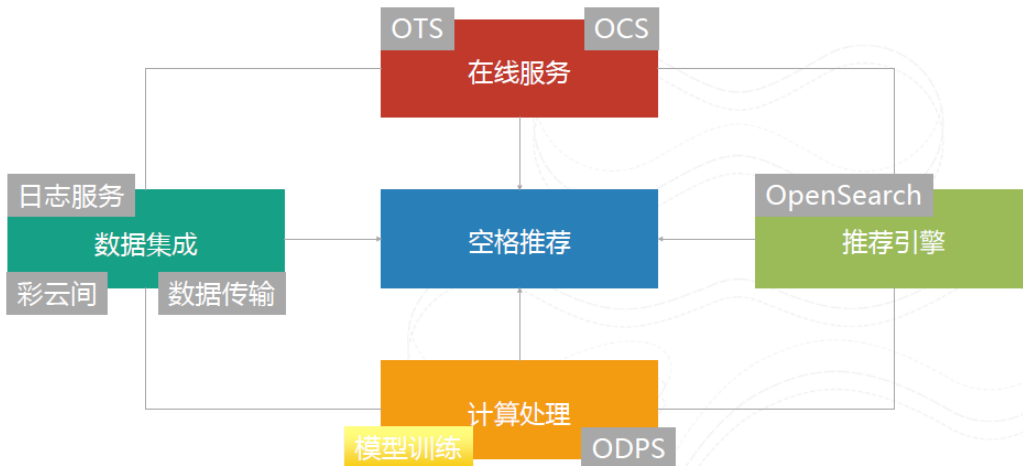 OTS
OCS
在线服务
日志服务
数据集成
彩云间
数据传输
空格推荐
OpenSearch
推荐引擎
计算处理
模型训练
ODPS